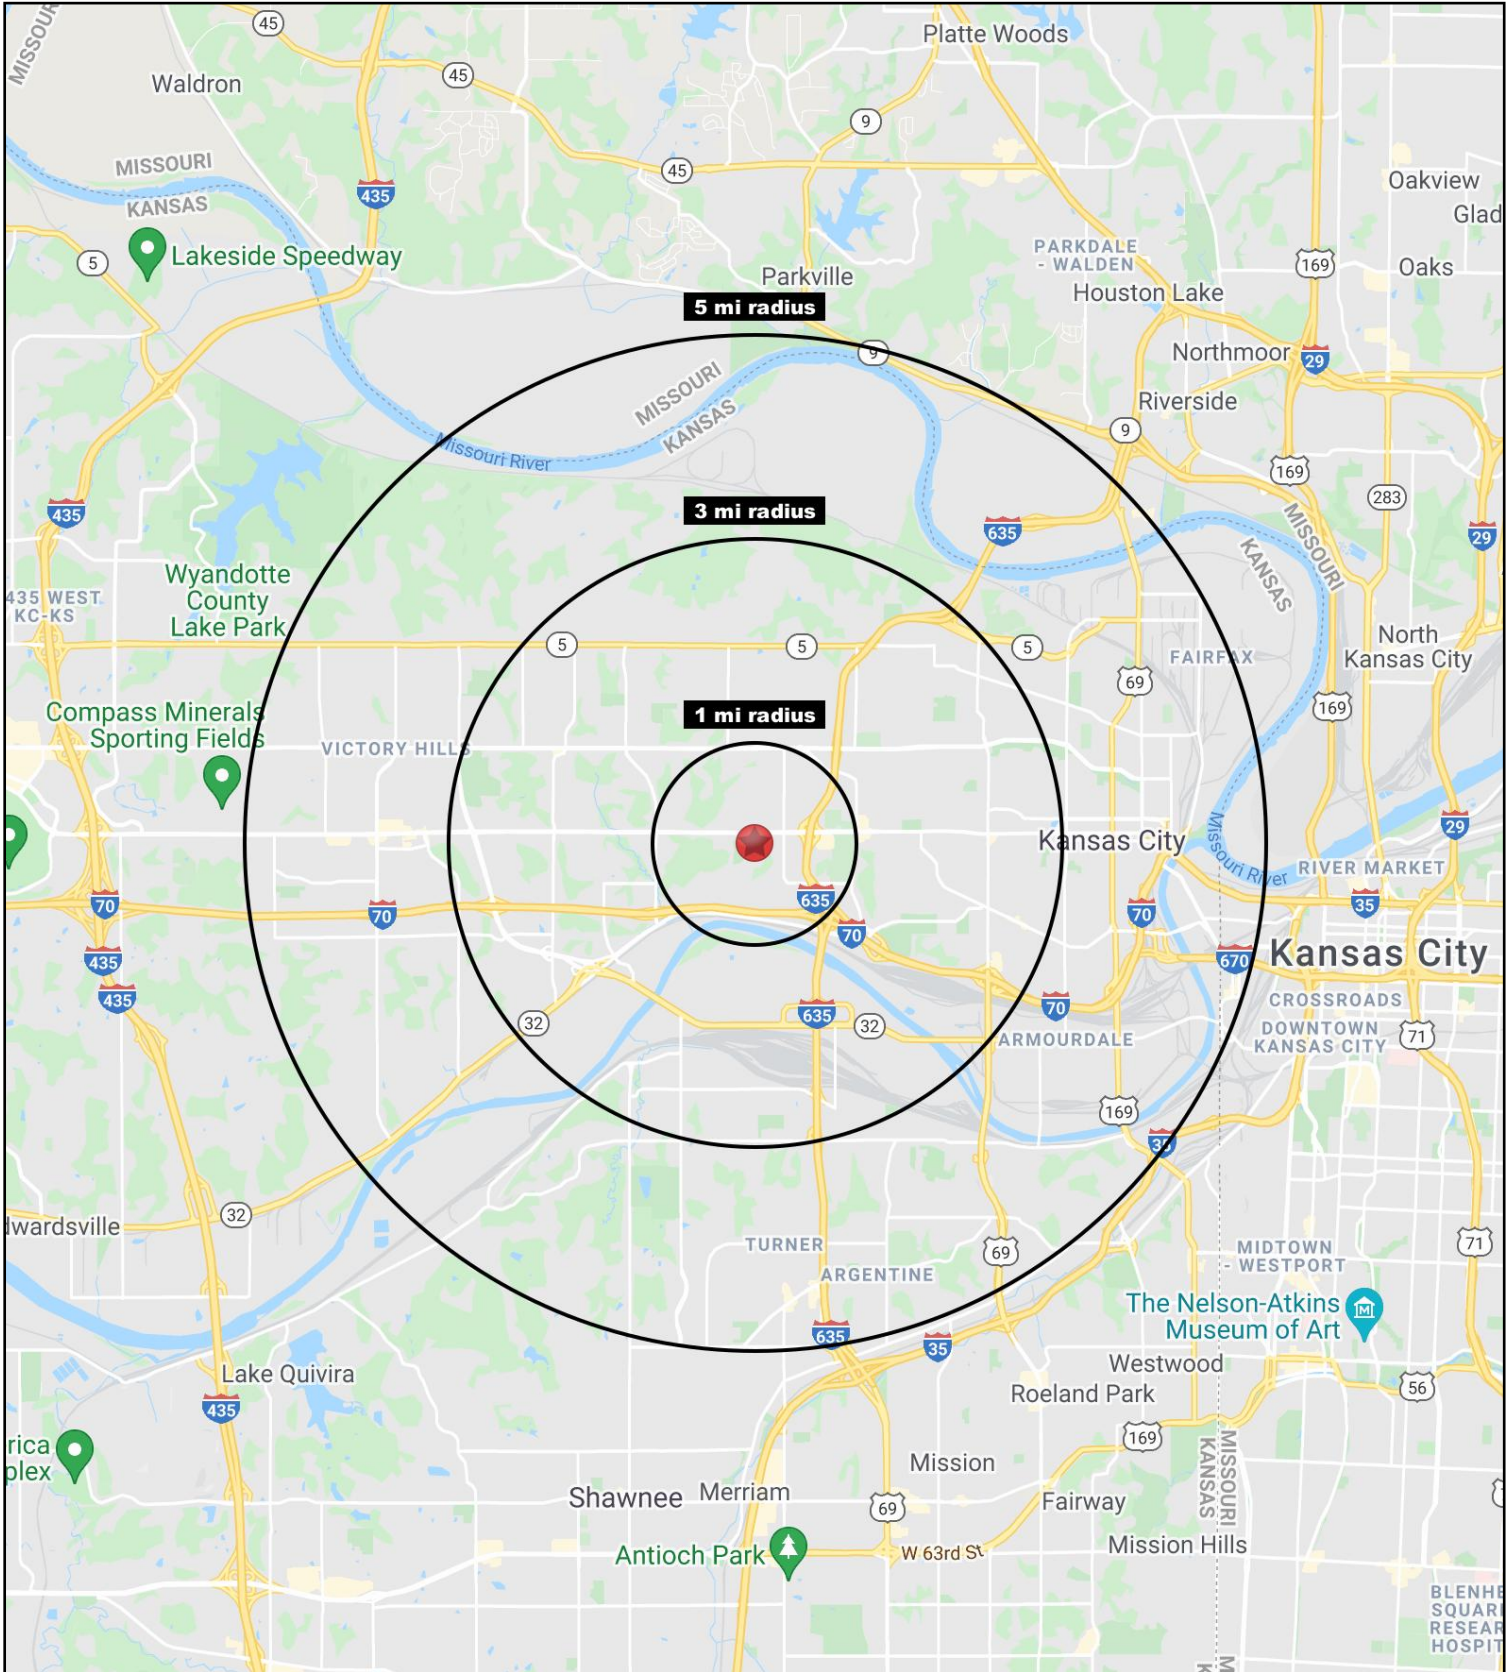 MISSOURI
45
Platte Woods
Waldron
45
9
45
MISSOURI
KANSAS
435
Oakview
Glad
5
Lakeside Speedway
PARKDALE
- WALDEN
169
Oaks
Parkville
Houston Lake
5 mi radius
9
Northmoor
29
MISSOURI
KANSAS
Riverside
9
Missouri River
169
283
435
3 mi radius
635
MISSOURI
KANSAS
29
Wyandotte
County
Lake Park
435 WEST
KC-KS
5
5
5
North
Kansas City
FAIRFAX
69
169
Compass Minerals
Sporting Fields
1 mi radius
VICTORY HILLS
Kansas City
Missouri River
29
RIVER MARKET
70
70
635
70
70
35
435
670
Kansas City
435
70
CROSSROADS
635
32
32
ARMOURDALE
DOWNTOWN
KANSAS CITY
71
169
35
32
dwardsville
TURNER
69
MIDTOWN
- WESTPORT
71
ARGENTINE
The Nelson-Atkins
Museum of Art
635
35
Lake Quivira
Westwood
Roeland Park
56
435
rica
plex
169
KANSAS
MISSOURI
Mission
Shawnee
Merriam
69
Fairway
Antioch Park
W 63rd St
Mission Hills
BLENHE
SQUAR
RESEAR
HOSPIT